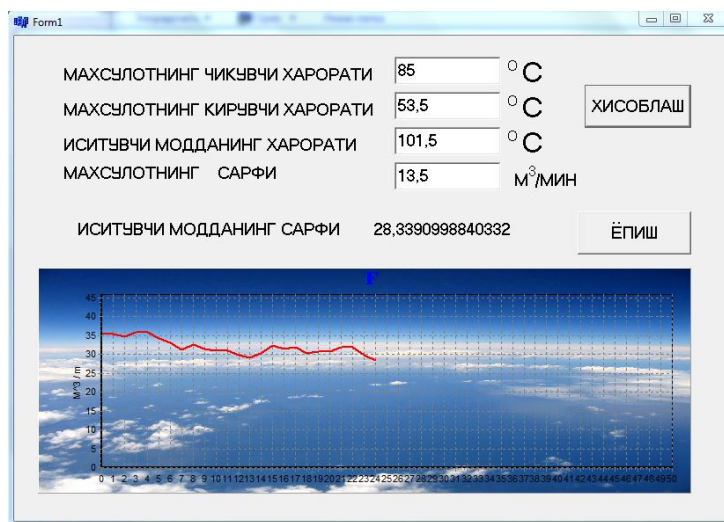 Form1
МАХСУЛОТНИНГ ЧИКУВЧИ ХАРОРАТИ 85 °C
МАХСУЛОТНИНГ КИРУВЧИ ХАРОРАТИ 53,5 °C ХИСОБЛАШ
ИСИТУВЧИ МОДДАНИНГ ХАРОРАТИ 101,5 °C
МАХСУЛОТНИНГ САРФИ 13,5 М³/МИН
ИСИТУВЧИ МОДДАНИНГ САРФИ 28,3390998840332 ЁПИШ
F
45
40
35
30
25
20
15
10
5
0
M^3 / m
0 1 2 3 4 5 6 7 8 9 10 11 12 13 14 15 16 17 18 19 20 21 22 23 24 25 26 27 28 29 30 31 32 33 34 35 36 37 38 39 40 41 42 43 44 45 46 47 48 49 50